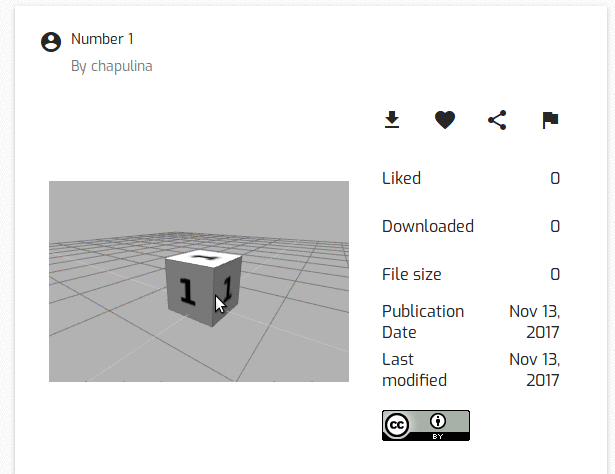 Number 1
By chapulina
Liked 0
Downloaded 0
File size 0
Publication Nov 13,
Date 2017
Last Nov 13,
modified 2017
1
1
1
cc BY